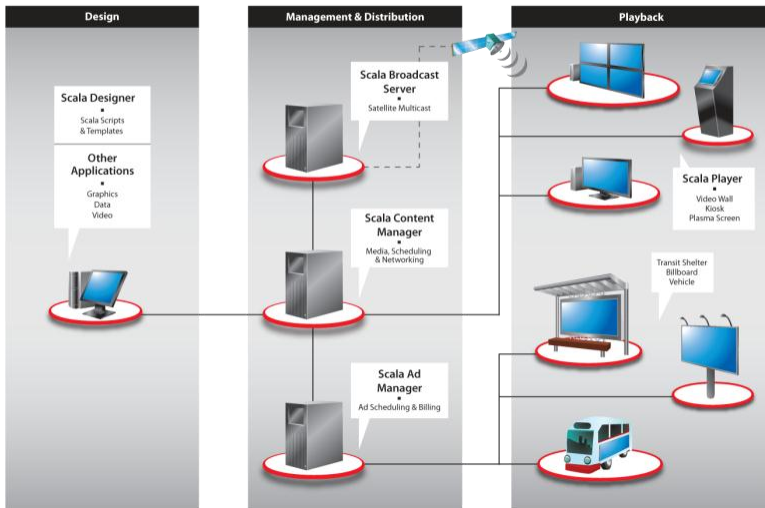 Design
Management & Distribution
Playback
Scala Designer
Scala Scripts
& Templates
Other
Applications
Graphics
Data
Video
Scala Broadcast
Server
Satellite Multicast
Scala Content
Manager
Media, Scheduling
& Networking
Scala Ad
Manager
Ad Scheduling & Billing
Scala Player
Video Wall
Kiosk
Plasma Screen
Transit Shelter
Billboard
Vehicle